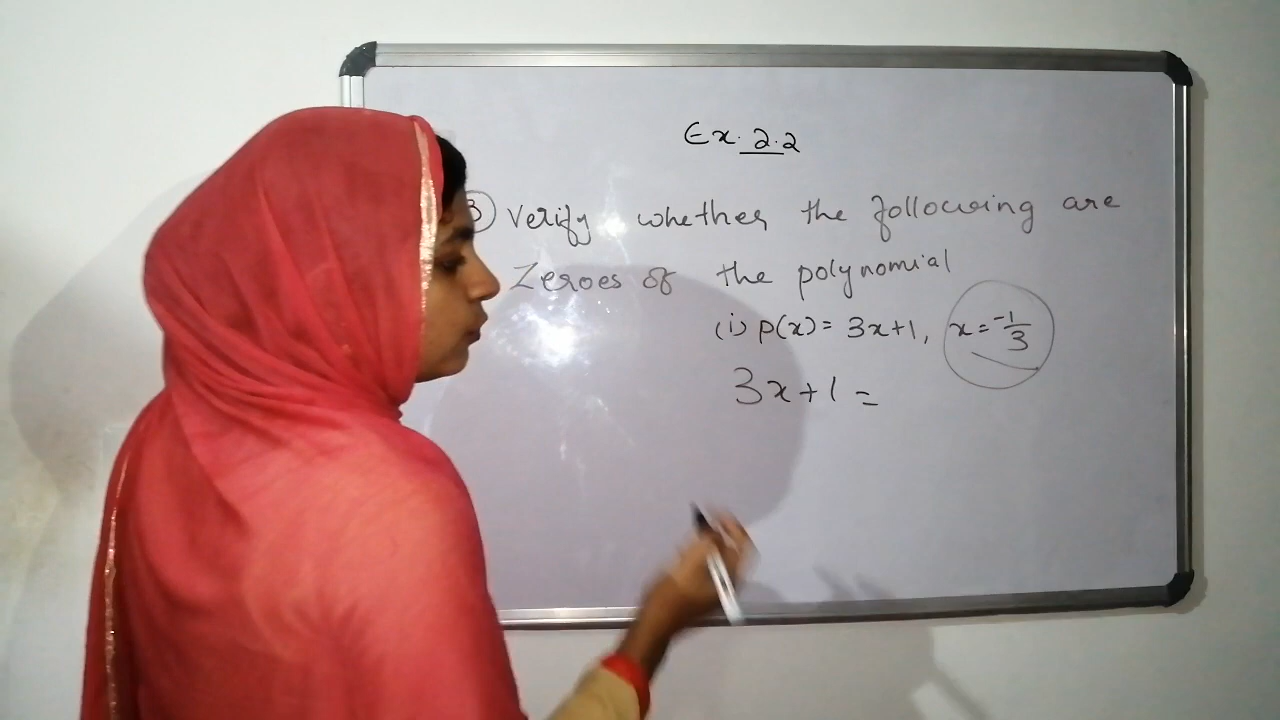 Ex. 2.2
3) Verify whether the following are
Zeroes of the polynomial
(i) p(x) = 3x+1, x = -1/3
3x+1 =